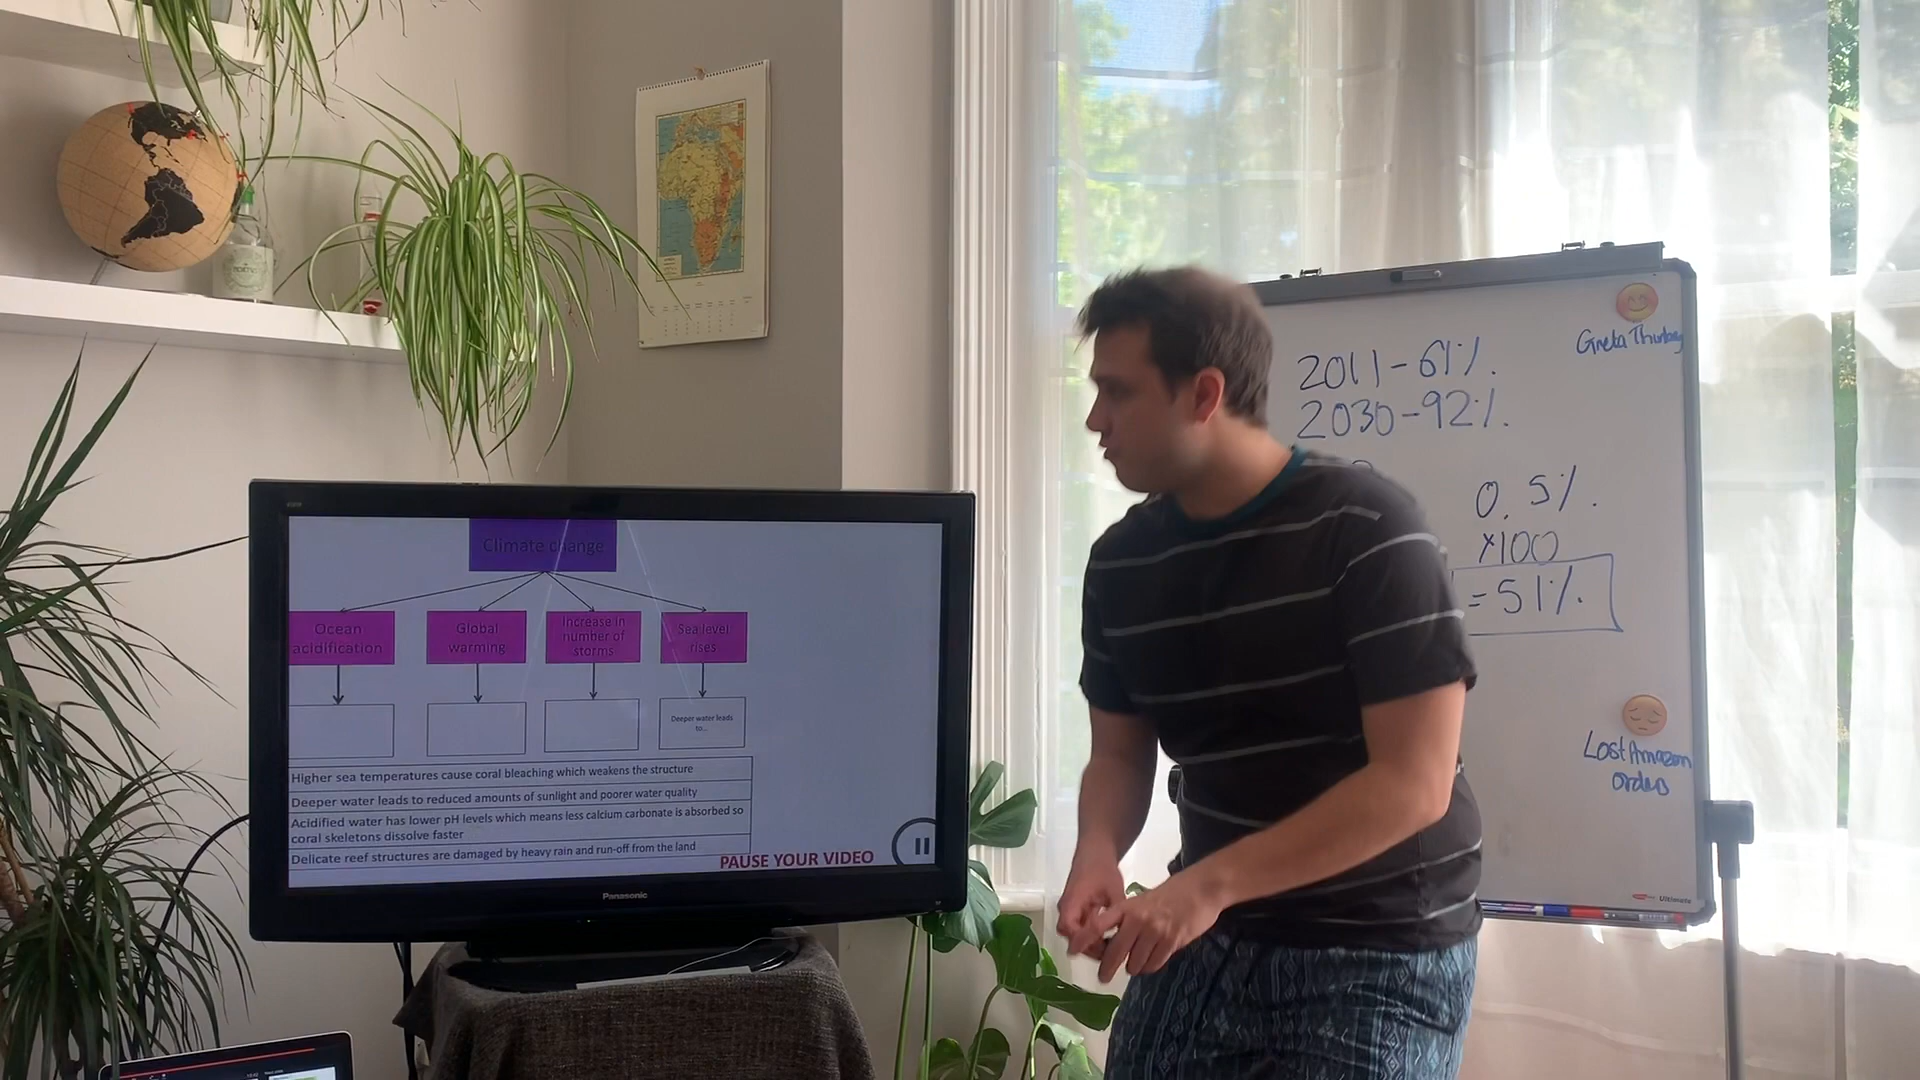 Climate change
Ocean
acidification
Global
warming
Increase in
number of
storms
Sea level
rises
Deeper water leads
to...
Higher sea temperatures cause coral bleaching which weakens the structure
Deeper water leads to reduced amounts of sunlight and poorer water quality
Acidified water has lower pH levels which means less calcium carbonate is absorbed so
coral skeletons dissolve faster
Delicate reef structures are damaged by heavy rain and run-off from the land
PAUSE YOUR VIDEO
Panasonic
2011-61%.
2030-92%.
0.5%.
x100
=51%.
Greta Thunberg
Lost Amazon
orders
Ultimate